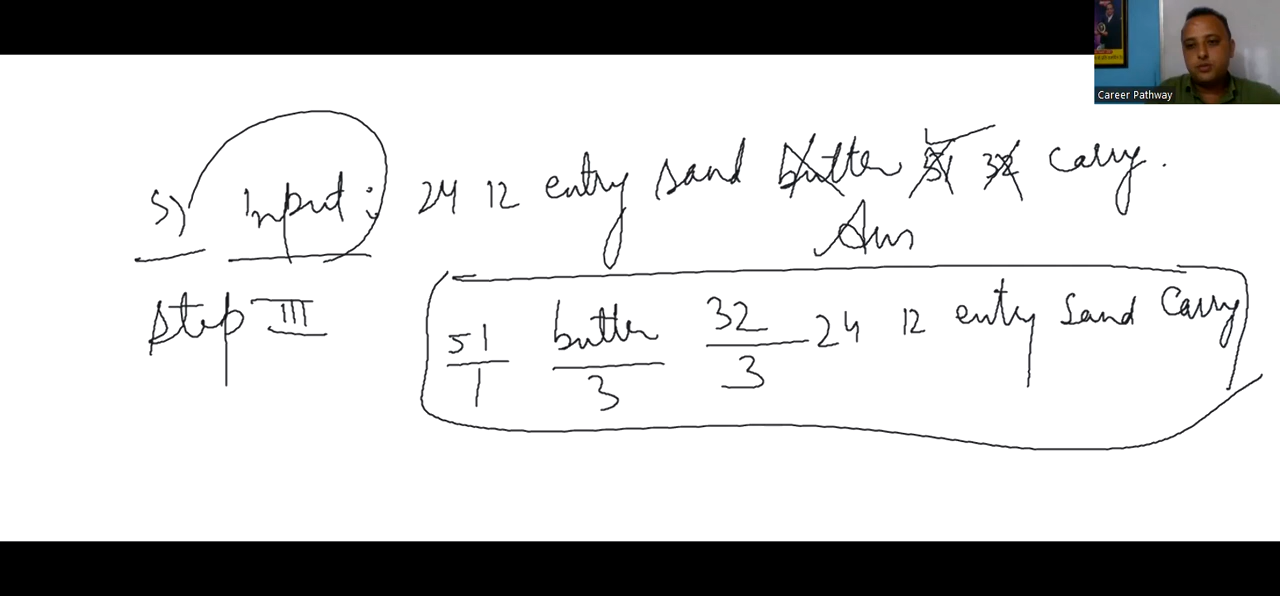 Career Pathway
5) Input: 24 12 entry sand butter 51 32 carry.
Ans
Step III 51 butter 32 24 12 entry sand carry
1 3 3